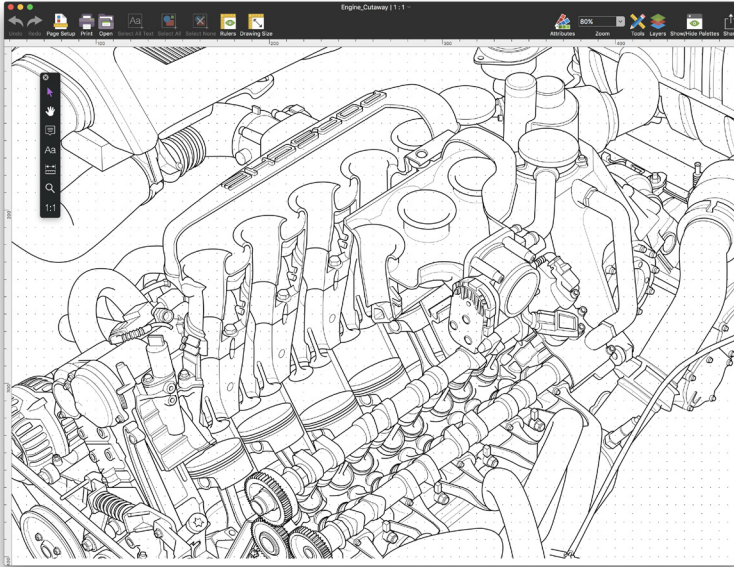 Engine_Cutaway | 1 : 1
Undo Redo Page Setup Print Open Select All Text Select All Select None Rulers Drawing Size Attributes 80% Zoom Tools Layers Show/Hide Palettes
Aa
100 200 300 400
Aa
1:1